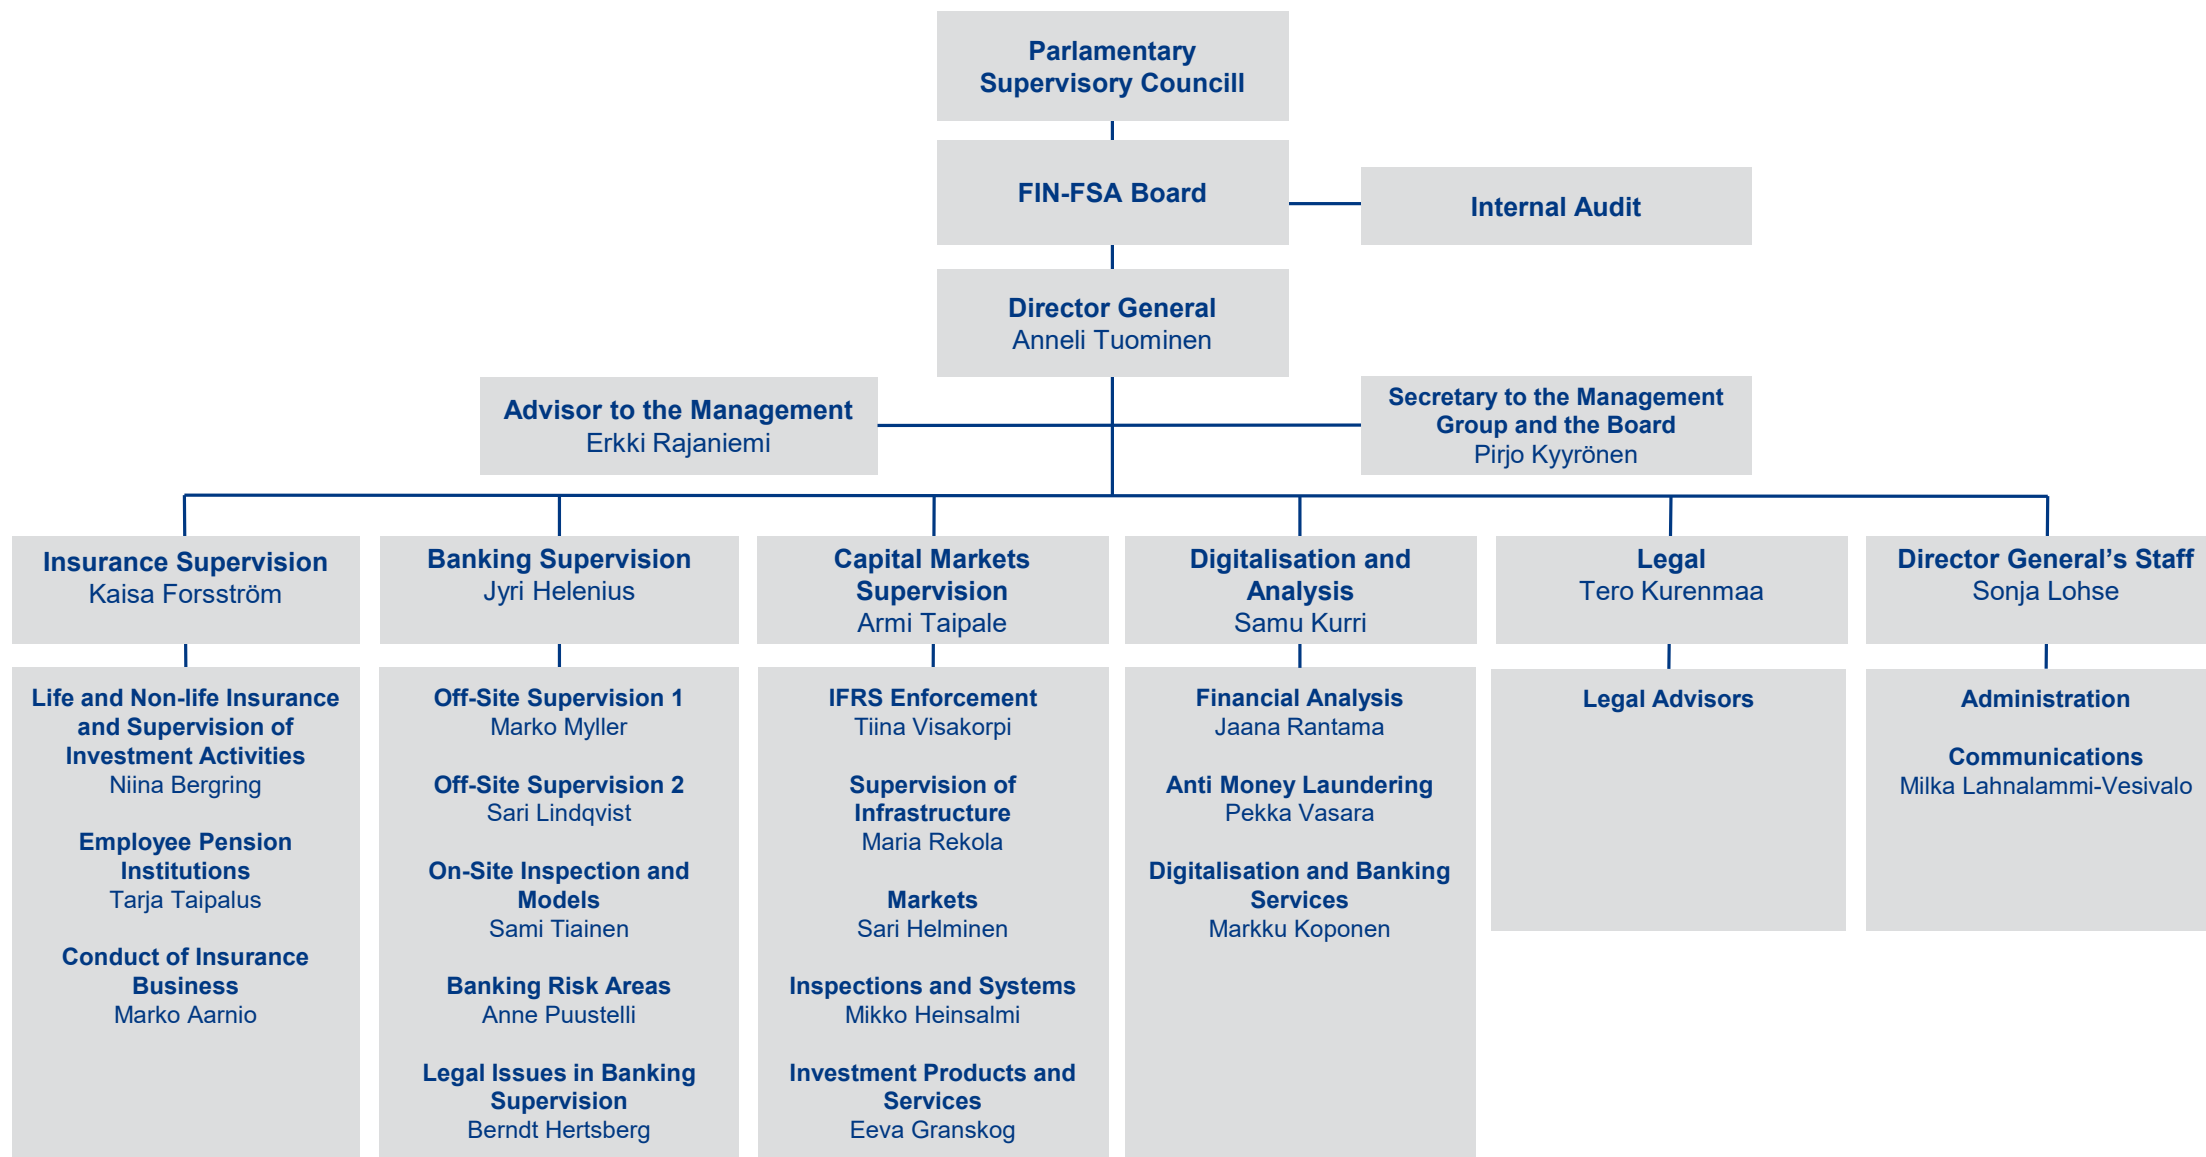 Parlamentary
Supervisory Councill
FIN-FSA Board
Internal Audit
Director General
Anneli Tuominen
Advisor to the Management
Erkki Rajaniemi
Secretary to the Management
Group and the Board
Pirjo Kyyrönen
Insurance Supervision
Kaisa Forsström
Banking Supervision
Jyri Helenius
Capital Markets
Supervision
Armi Taipale
Digitalisation and
Analysis
Samu Kurri
Legal
Tero Kurenmaa
Director General’s Staff
Sonja Lohse
Life and Non-life Insurance
and Supervision of
Investment Activities
Niina Bergring
Employee Pension
Institutions
Tarja Taipalus
Conduct of Insurance
Business
Marko Aarnio
Off-Site Supervision 1
Marko Myller
Off-Site Supervision 2
Sari Lindqvist
On-Site Inspection and
Models
Sami Tiainen
Banking Risk Areas
Anne Puustelli
Legal Issues in Banking
Supervision
Berndt Hertsberg
IFRS Enforcement
Tiina Visakorpi
Supervision of
Infrastructure
Maria Rekola
Markets
Sari Helminen
Inspections and Systems
Mikko Heinsalmi
Investment Products and
Services
Eeva Granskog
Financial Analysis
Jaana Rantama
Anti Money Laundering
Pekka Vasara
Digitalisation and Banking
Services
Markku Koponen
Legal Advisors
Administration
Communications
Milka Lahnalammi-Vesivalo